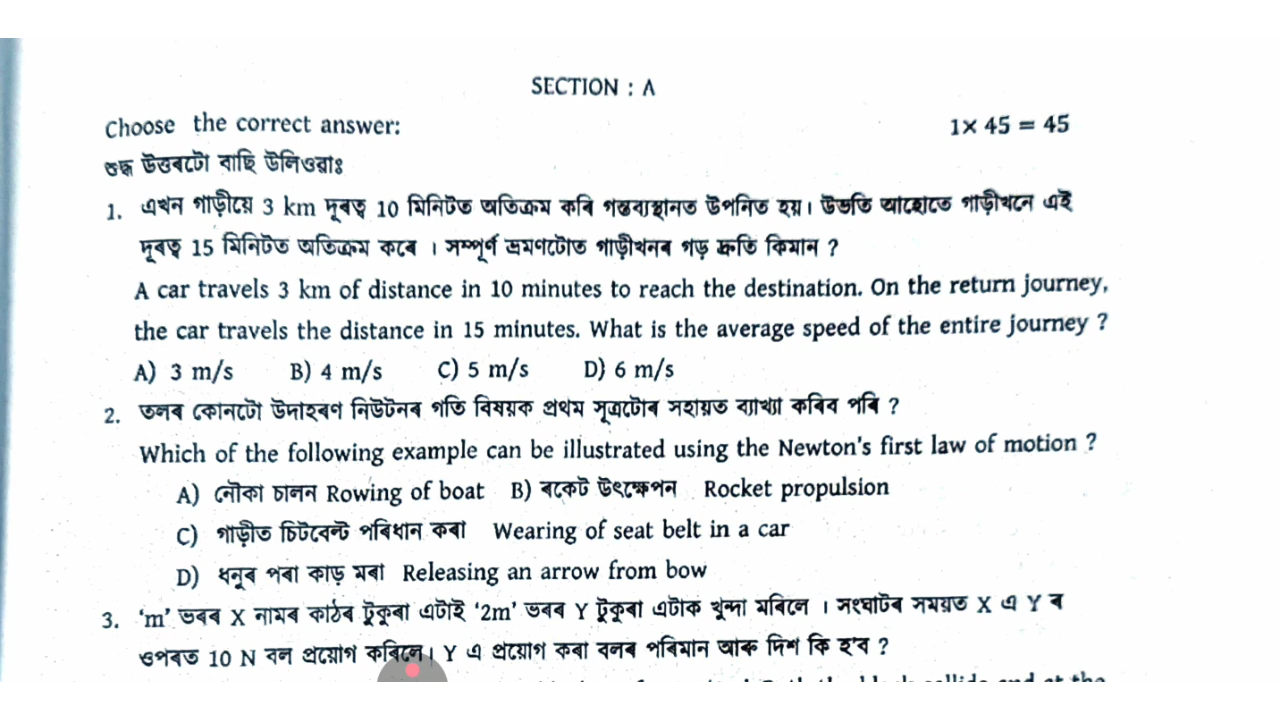 SECTION : A
Choose the correct answer: 1× 45 = 45
শুদ্ধ উত্তৰটো বাছি উলিওৱাঃ
1. এখন গাড়ীয়ে 3 km দূৰত্ব 10 মিনিটত অতিক্ৰম কৰি গন্তব্যস্থানত উপনিত হয়। উভতি আহোতে গাড়ীখনে এই
দূৰত্ব 15 মিনিটত অতিক্ৰম কৰে । সম্পূৰ্ণ ভ্ৰমণটোত গাড়ীখনৰ গড় দ্ৰুতি কিমান ?
A car travels 3 km of distance in 10 minutes to reach the destination. On the return journey,
the car travels the distance in 15 minutes. What is the average speed of the entire journey ?
A) 3 m/s B) 4 m/s C) 5 m/s D) 6 m/s
2. তলৰ কোনটো উদাহৰণ নিউটনৰ গতি বিষয়ক প্ৰথম সূত্ৰটোৰ সহায়ত ব্যাখ্যা কৰিব পৰি ?
Which of the following example can be illustrated using the Newton's first law of motion ?
A) নৌকা চালন Rowing of boat B) ৰকেট উৎক্ষেপন Rocket propulsion
C) গাড়ীত চিটবেল্ট পৰিধান কৰা Wearing of seat belt in a car
D) ধনুৰ পৰা কাড় মৰা Releasing an arrow from bow
3. ‘m’ ভৰৰ X নামৰ কাঠৰ টুকুৰা এটাই ‘2m’ ভৰৰ Y টুকুৰা এটাক খুন্দা মৰিলে । সংঘাটৰ সময়ত X এ Y ৰ
ওপৰত 10 N বল প্ৰয়োগ কৰিলে। Y এ প্ৰয়োগ কৰা বলৰ পৰিমান আৰু দিশ কি হ'ব ?